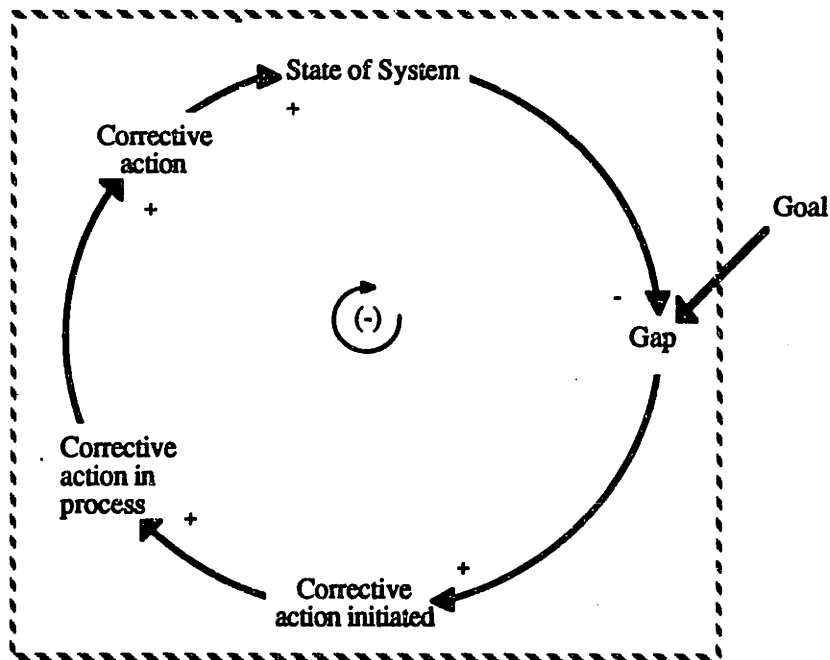 State of System
+
Corrective
action
+
Goal
-
(-)
Gap
Corrective
action in
process
+
+
Corrective
action initiated